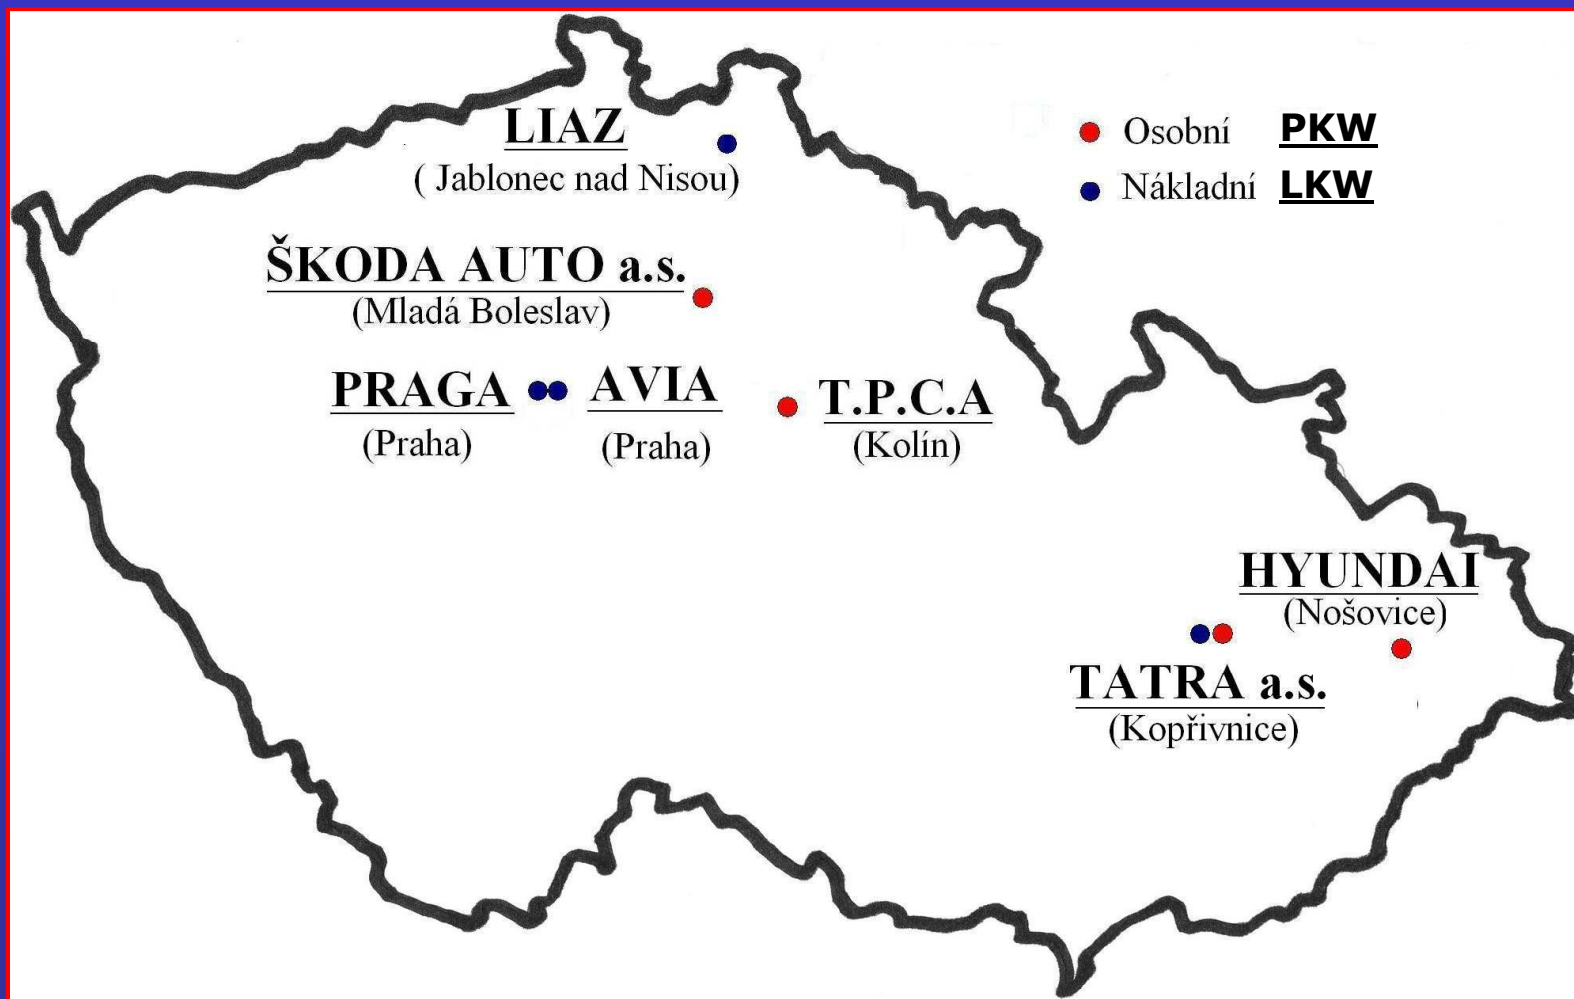 LIAZ
( Jablonec nad Nisou)
Osobní PKW
Nákladní LKW
ŠKODA AUTO a.s.
(Mladá Boleslav)
PRAGA
(Praha)
AVIA
(Praha)
T.P.C.A
(Kolín)
HYUNDAI
(Nošovice)
TATRA a.s.
(Kopřivnice)